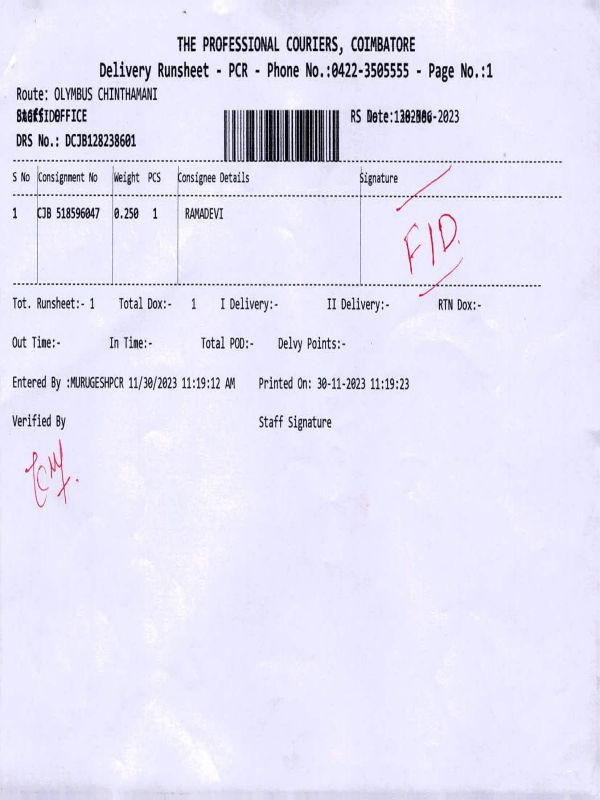 THE PROFESSIONAL COURIERS, COIMBATORE
Delivery Runsheet - PCR - Phone No.:0422-3505555 - Page No.:1
Route: OLYMBUS CHINTHAMANI
OFFICE RS Date: -2023
DRS No.: DCJB128238601
S No Consignment No Weight PCS Consignee Details Signature
1 CJB 518596047 0.250 1 RAMADEVI
F/D.
Tot. Runsheet:- 1 Total Dox:- 1 I Delivery:- II Delivery:- RTN Dox:-
Out Time:- In Time:- Total POD:- Delvy Points:-
Entered By :MURUGESHPCR 11/30/2023 11:19:12 AM Printed On: 30-11-2023 11:19:23
Verified By Staff Signature